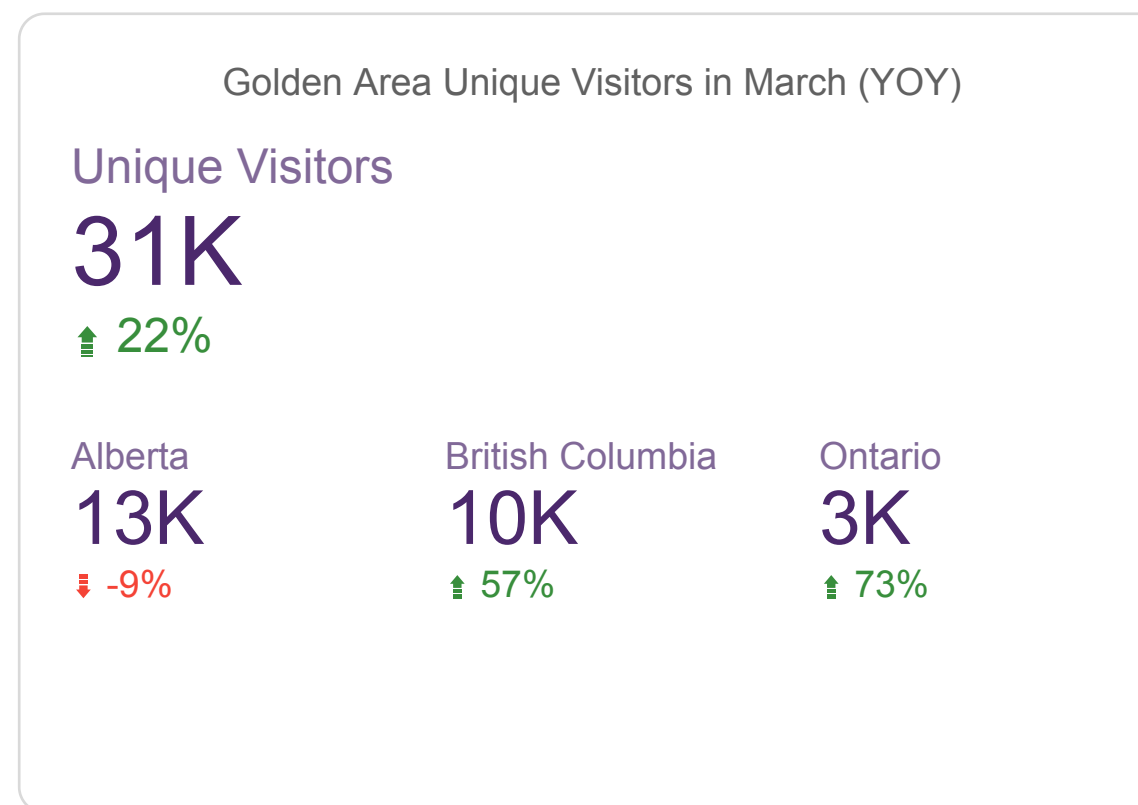 Golden Area Unique Visitors in March (YOY)
Unique Visitors
31K
22%
Alberta British Columbia Ontario
13K 10K 3K
-9% 57% 73%